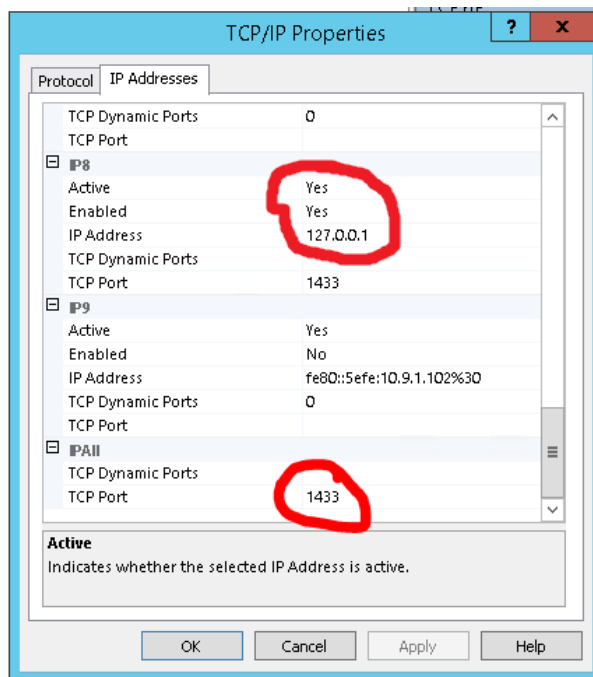 TCP/IP Properties
?
x
Protocol
IP Addresses
TCP Dynamic Ports 0
TCP Port
IP8
Active Yes
Enabled Yes
IP Address 127.0.0.1
TCP Dynamic Ports
TCP Port 1433
IP9
Active Yes
Enabled No
IP Address fe80::5efe:10.9.1.102%30
TCP Dynamic Ports 0
TCP Port
IPAll
TCP Dynamic Ports
TCP Port 1433
Active
Indicates whether the selected IP Address is active.
OK
Cancel
Apply
Help